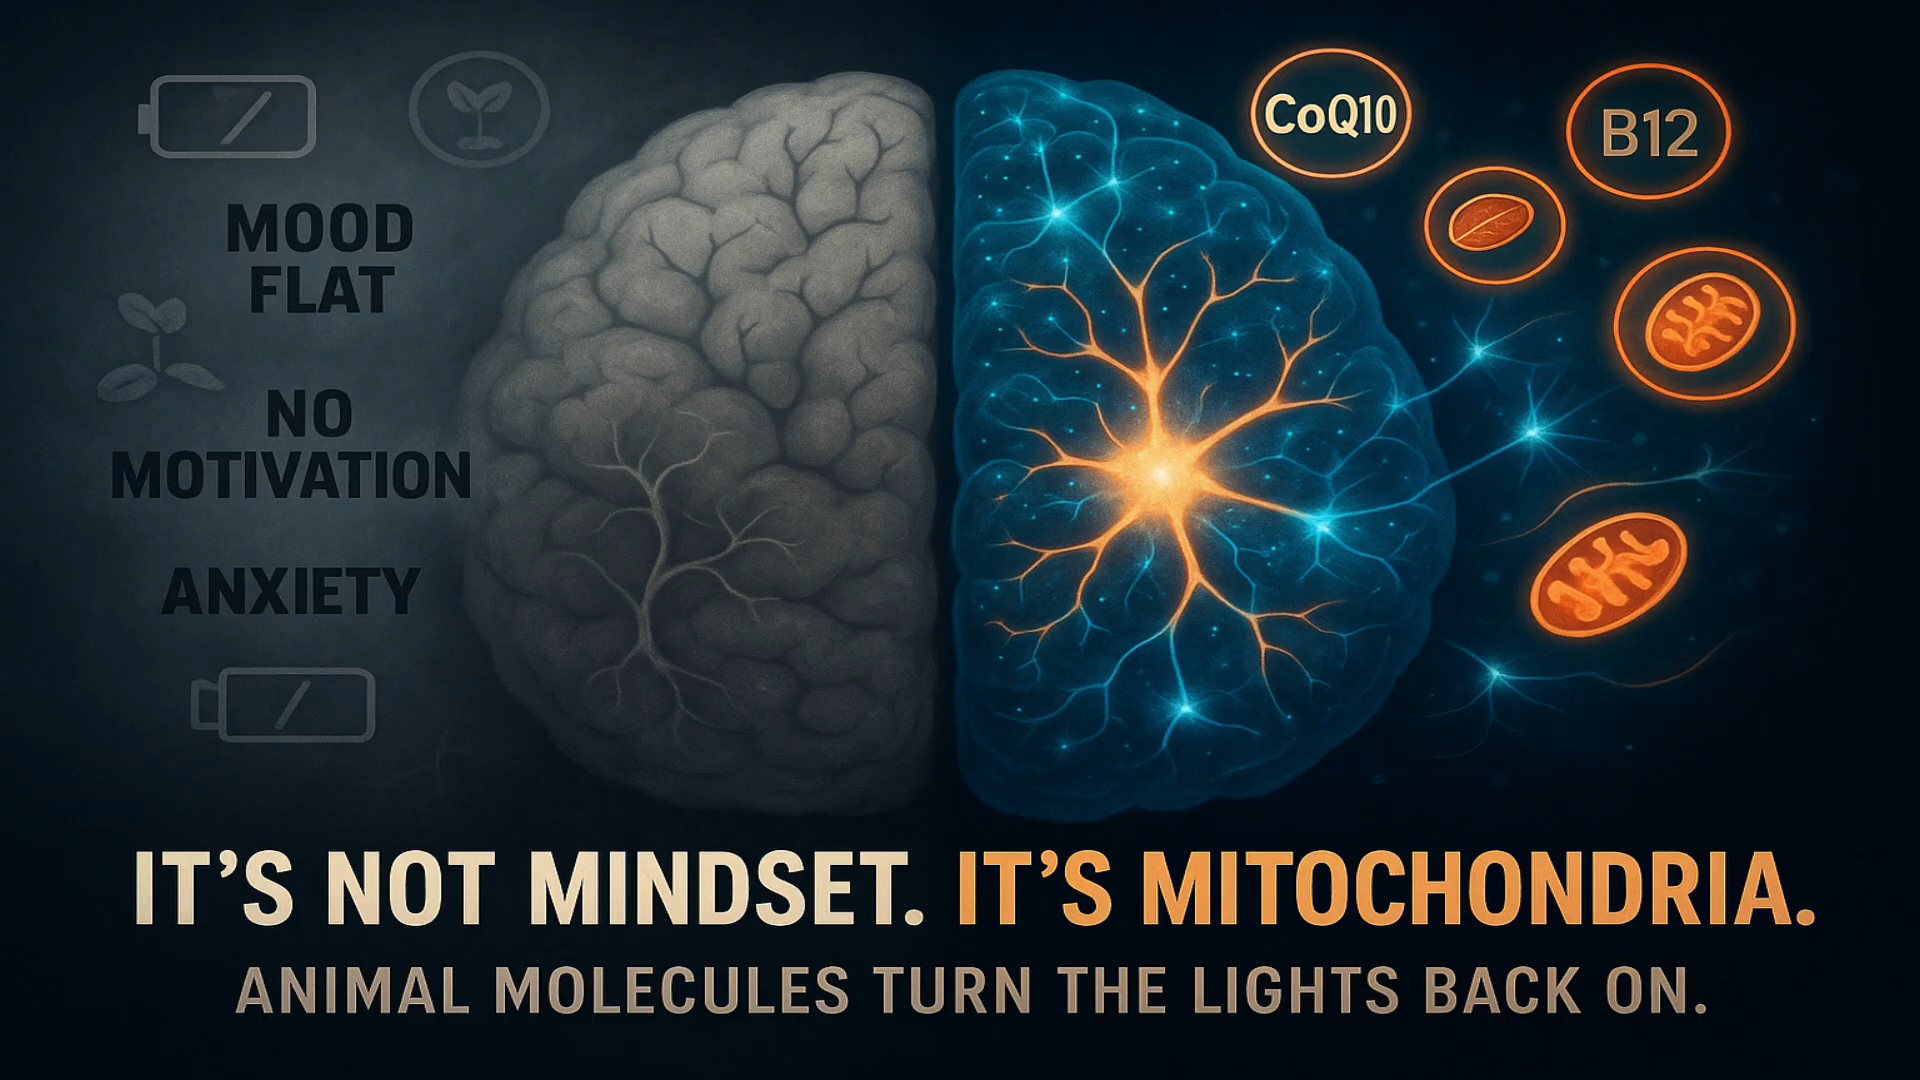 MOOD
FLAT
NO
MOTIVATION
ANXIETY
CoQ10
B12
IT'S NOT MINDSET. IT'S MITOCHONDRIA.
ANIMAL MOLECULES TURN THE LIGHTS BACK ON.